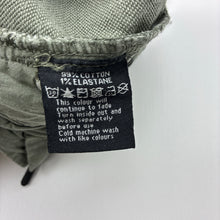 99% COTTON
1% ELASTANE
This colour will
continue to fade
Turn inside out and
wash separately
before use
Cold machine wash
with like colours